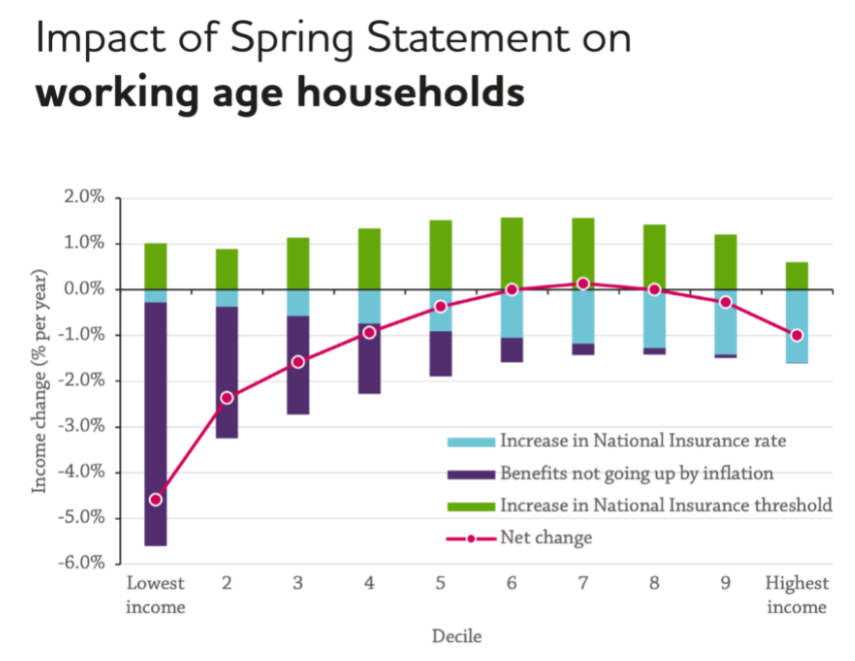 Impact of Spring Statement on
working age households
Income change (% per year)
2.0%
1.0%
0.0%
-1.0%
-2.0%
-3.0%
-4.0%
-5.0%
-6.0%
Increase in National Insurance rate
Benefits not going up by inflation
Increase in National Insurance threshold
Net change
Lowest income
2
3
4
5
6
7
8
9
Highest income
Decile